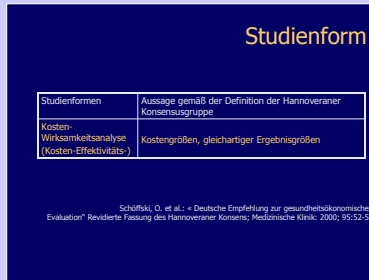 Studienform
Studienformen
Aussage gemäß der Definition der Hannoveraner
Konsensusgruppe
Kosten-
Wirksamkeitsanalyse
(Kosten-Effektivitäts-)
Kostengrößen, gleichartiger Ergebnisgrößen
Schöffski, O. et al.: « Deutsche Empfehlung zur gesundheitsökonomische
Evaluation" Revidierte Fassung des Hannoveraner Konsens; Medizinische Klinik: 2000; 95:52-5